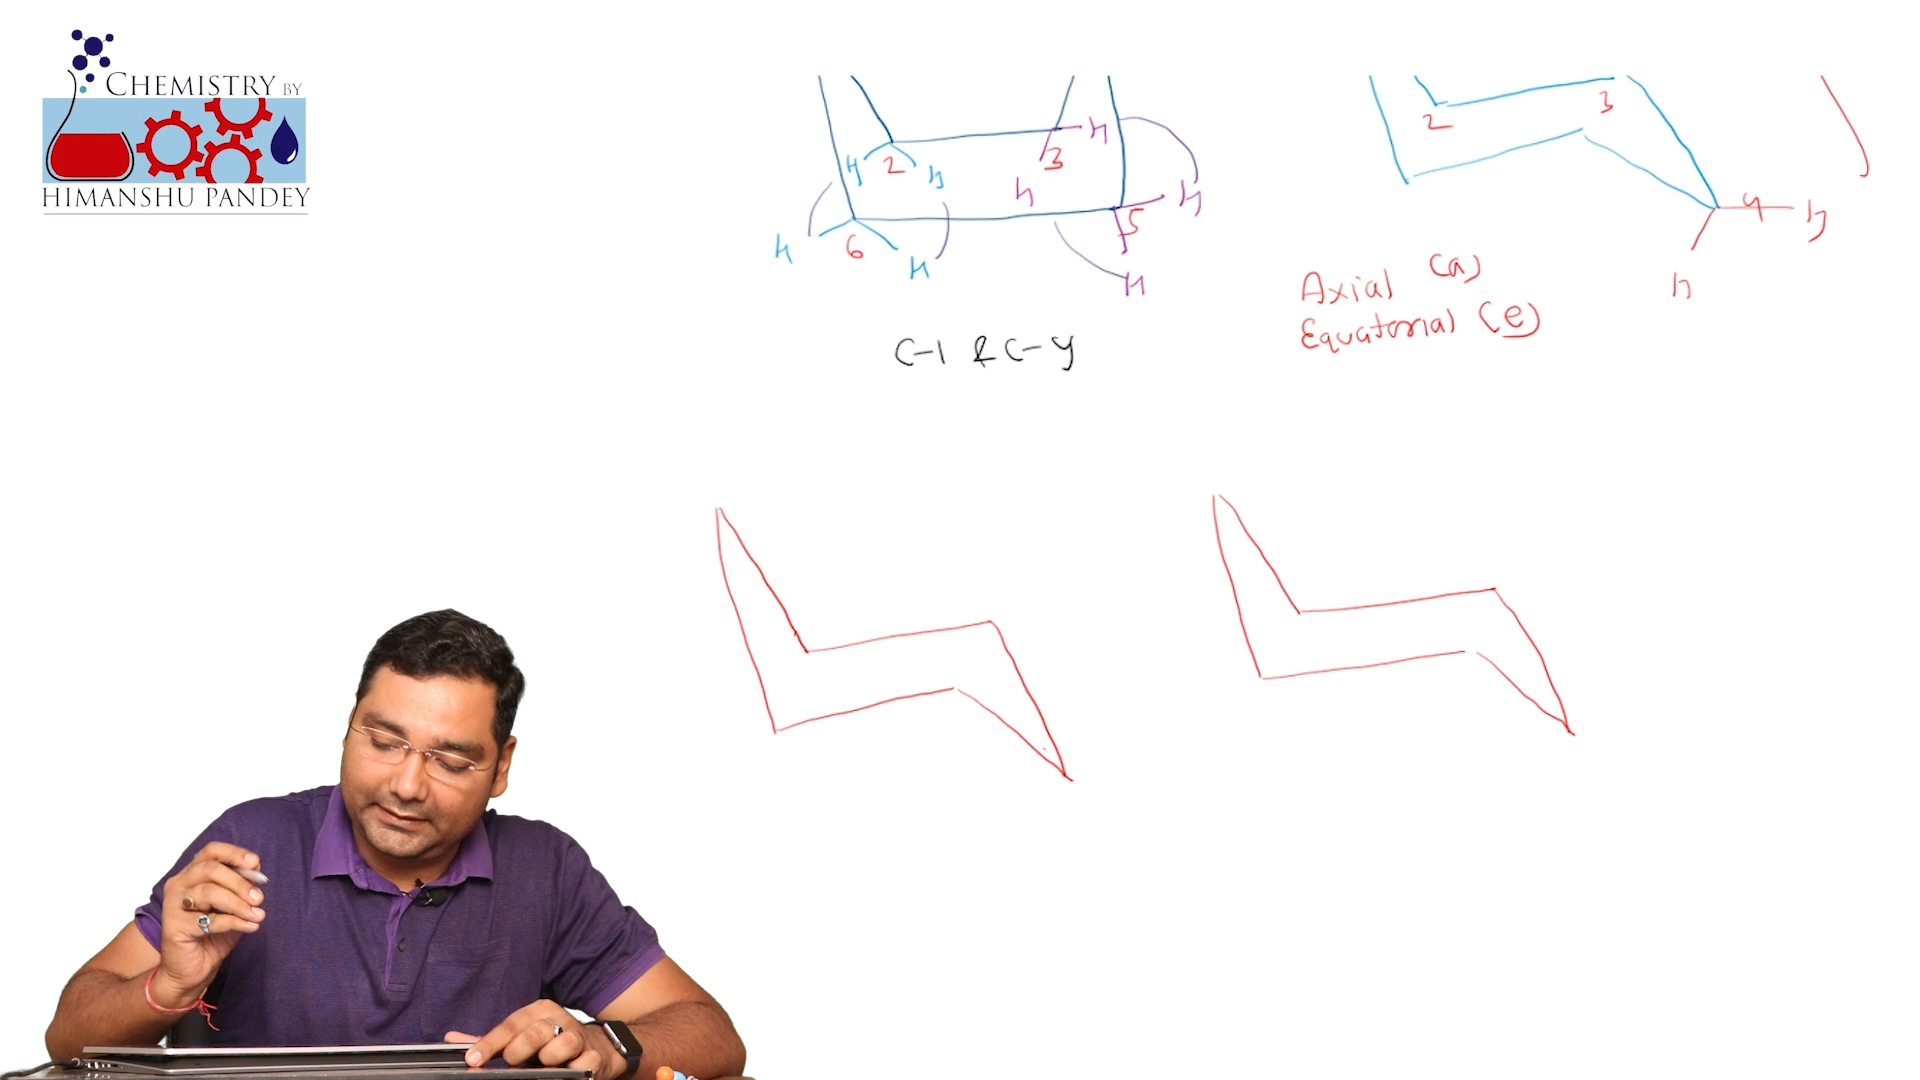 CHEMISTRY BY
HIMANSHU PANDEY
H 2 H
3 H
H
H 6 H
5 H
H
C-1 & C-4
2 3
4 H
H
Axial (a)
Equatorial (e)